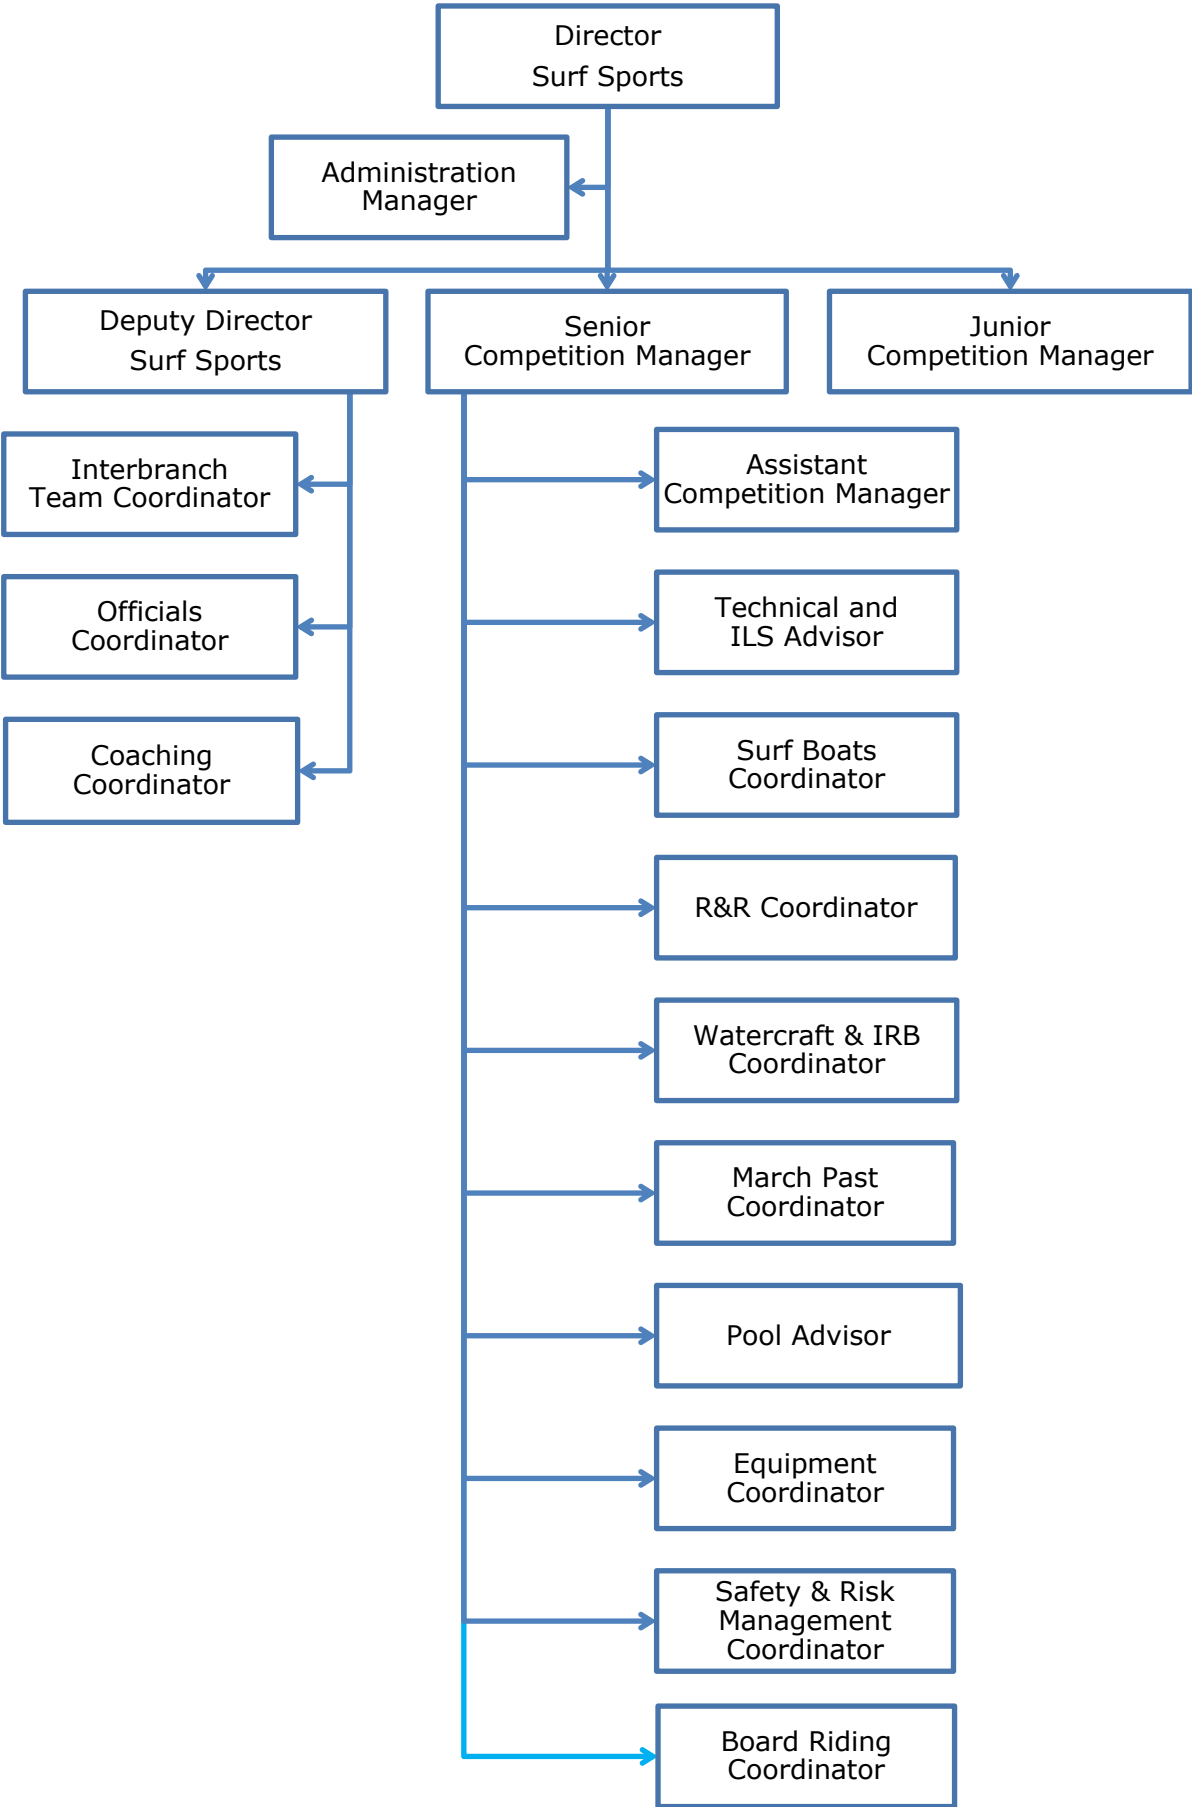 Director
Surf Sports
Administration
Manager
Deputy Director
Surf Sports
Senior
Competition Manager
Junior
Competition Manager
Interbranch
Team Coordinator
Officials
Coordinator
Coaching
Coordinator
Assistant
Competition Manager
Technical and
ILS Advisor
Surf Boats
Coordinator
R&R Coordinator
Watercraft & IRB
Coordinator
March Past
Coordinator
Pool Advisor
Equipment
Coordinator
Safety & Risk
Management
Coordinator
Board Riding
Coordinator